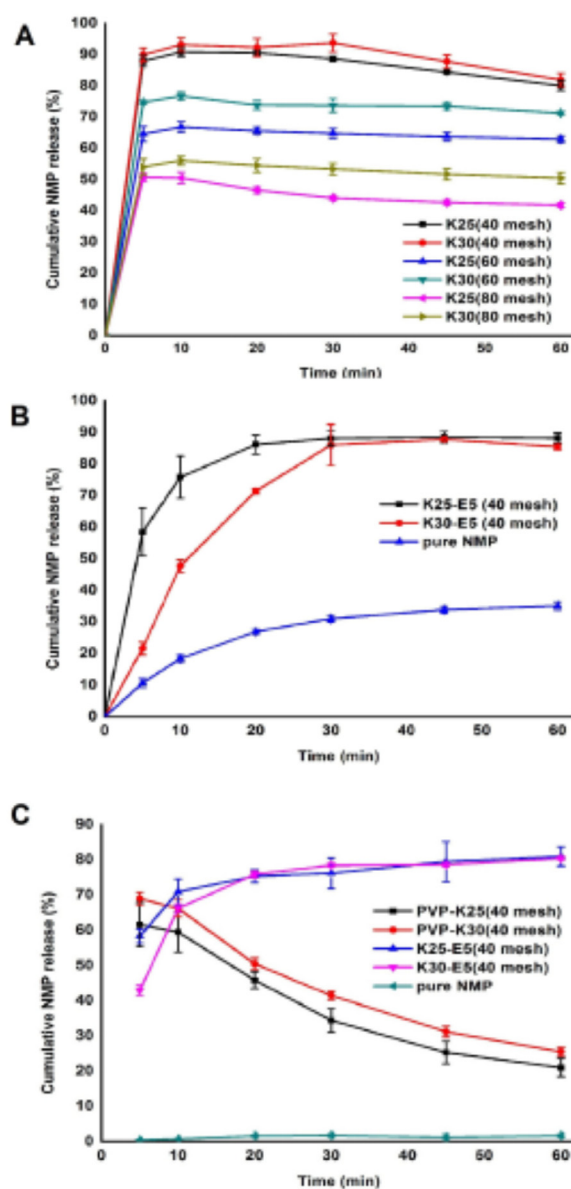 A
Cumulative NMP release (%)
100
90
80
70
60
50
40
30
20
10
0
K25(40 mesh)
K30(40 mesh)
K25(60 mesh)
K30(60 mesh)
K25(80 mesh)
K30(80 mesh)
0 10 20 30 40 50 60
Time (min)
B
Cumulative NMP release (%)
100
90
80
70
60
50
40
30
20
10
0
K25-E5 (40 mesh)
K30-E5 (40 mesh)
pure NMP
0 10 20 30 40 50 60
Time (min)
C
Cumulative NMP release (%)
90
80
70
60
50
40
30
20
10
0
PVP-K25(40 mesh)
PVP-K30(40 mesh)
K25-E5(40 mesh)
K30-E5(40 mesh)
pure NMP
0 10 20 30 40 50 60
Time (min)